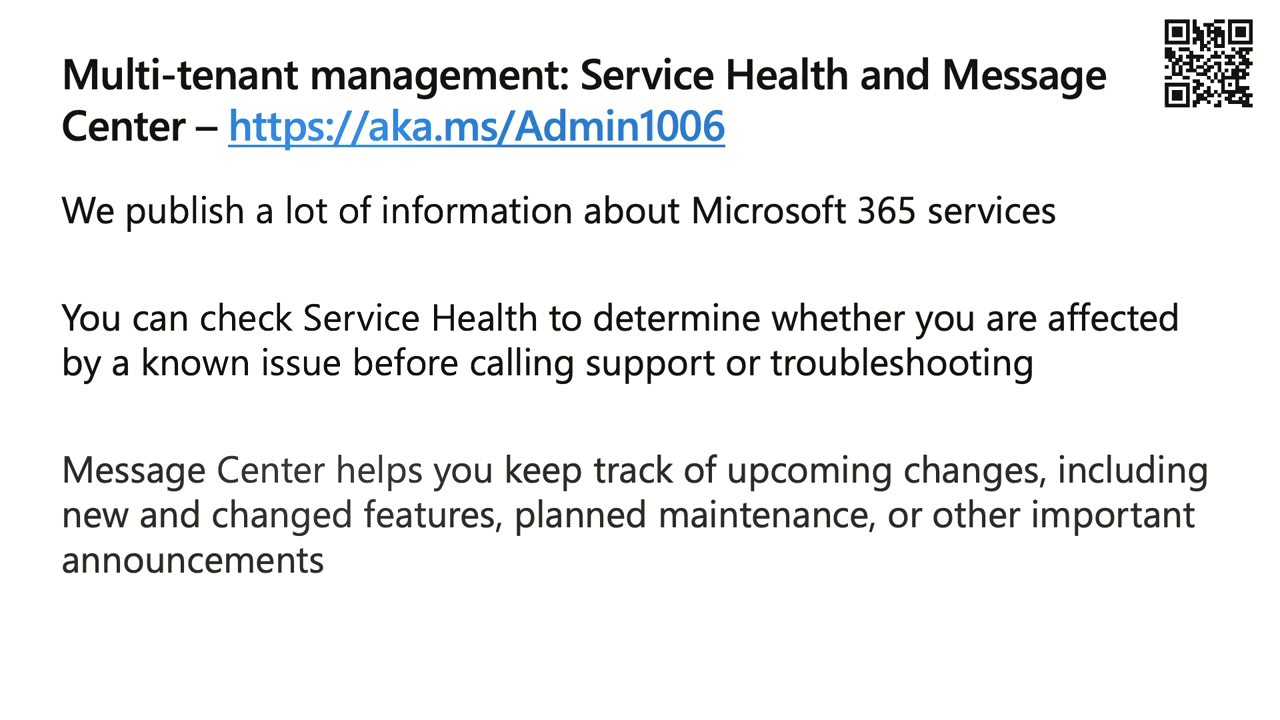 Multi-tenant management: Service Health and Message
Center – https://aka.ms/Admin1006
We publish a lot of information about Microsoft 365 services
You can check Service Health to determine whether you are affected
by a known issue before calling support or troubleshooting
Message Center helps you keep track of upcoming changes, including
new and changed features, planned maintenance, or other important
announcements